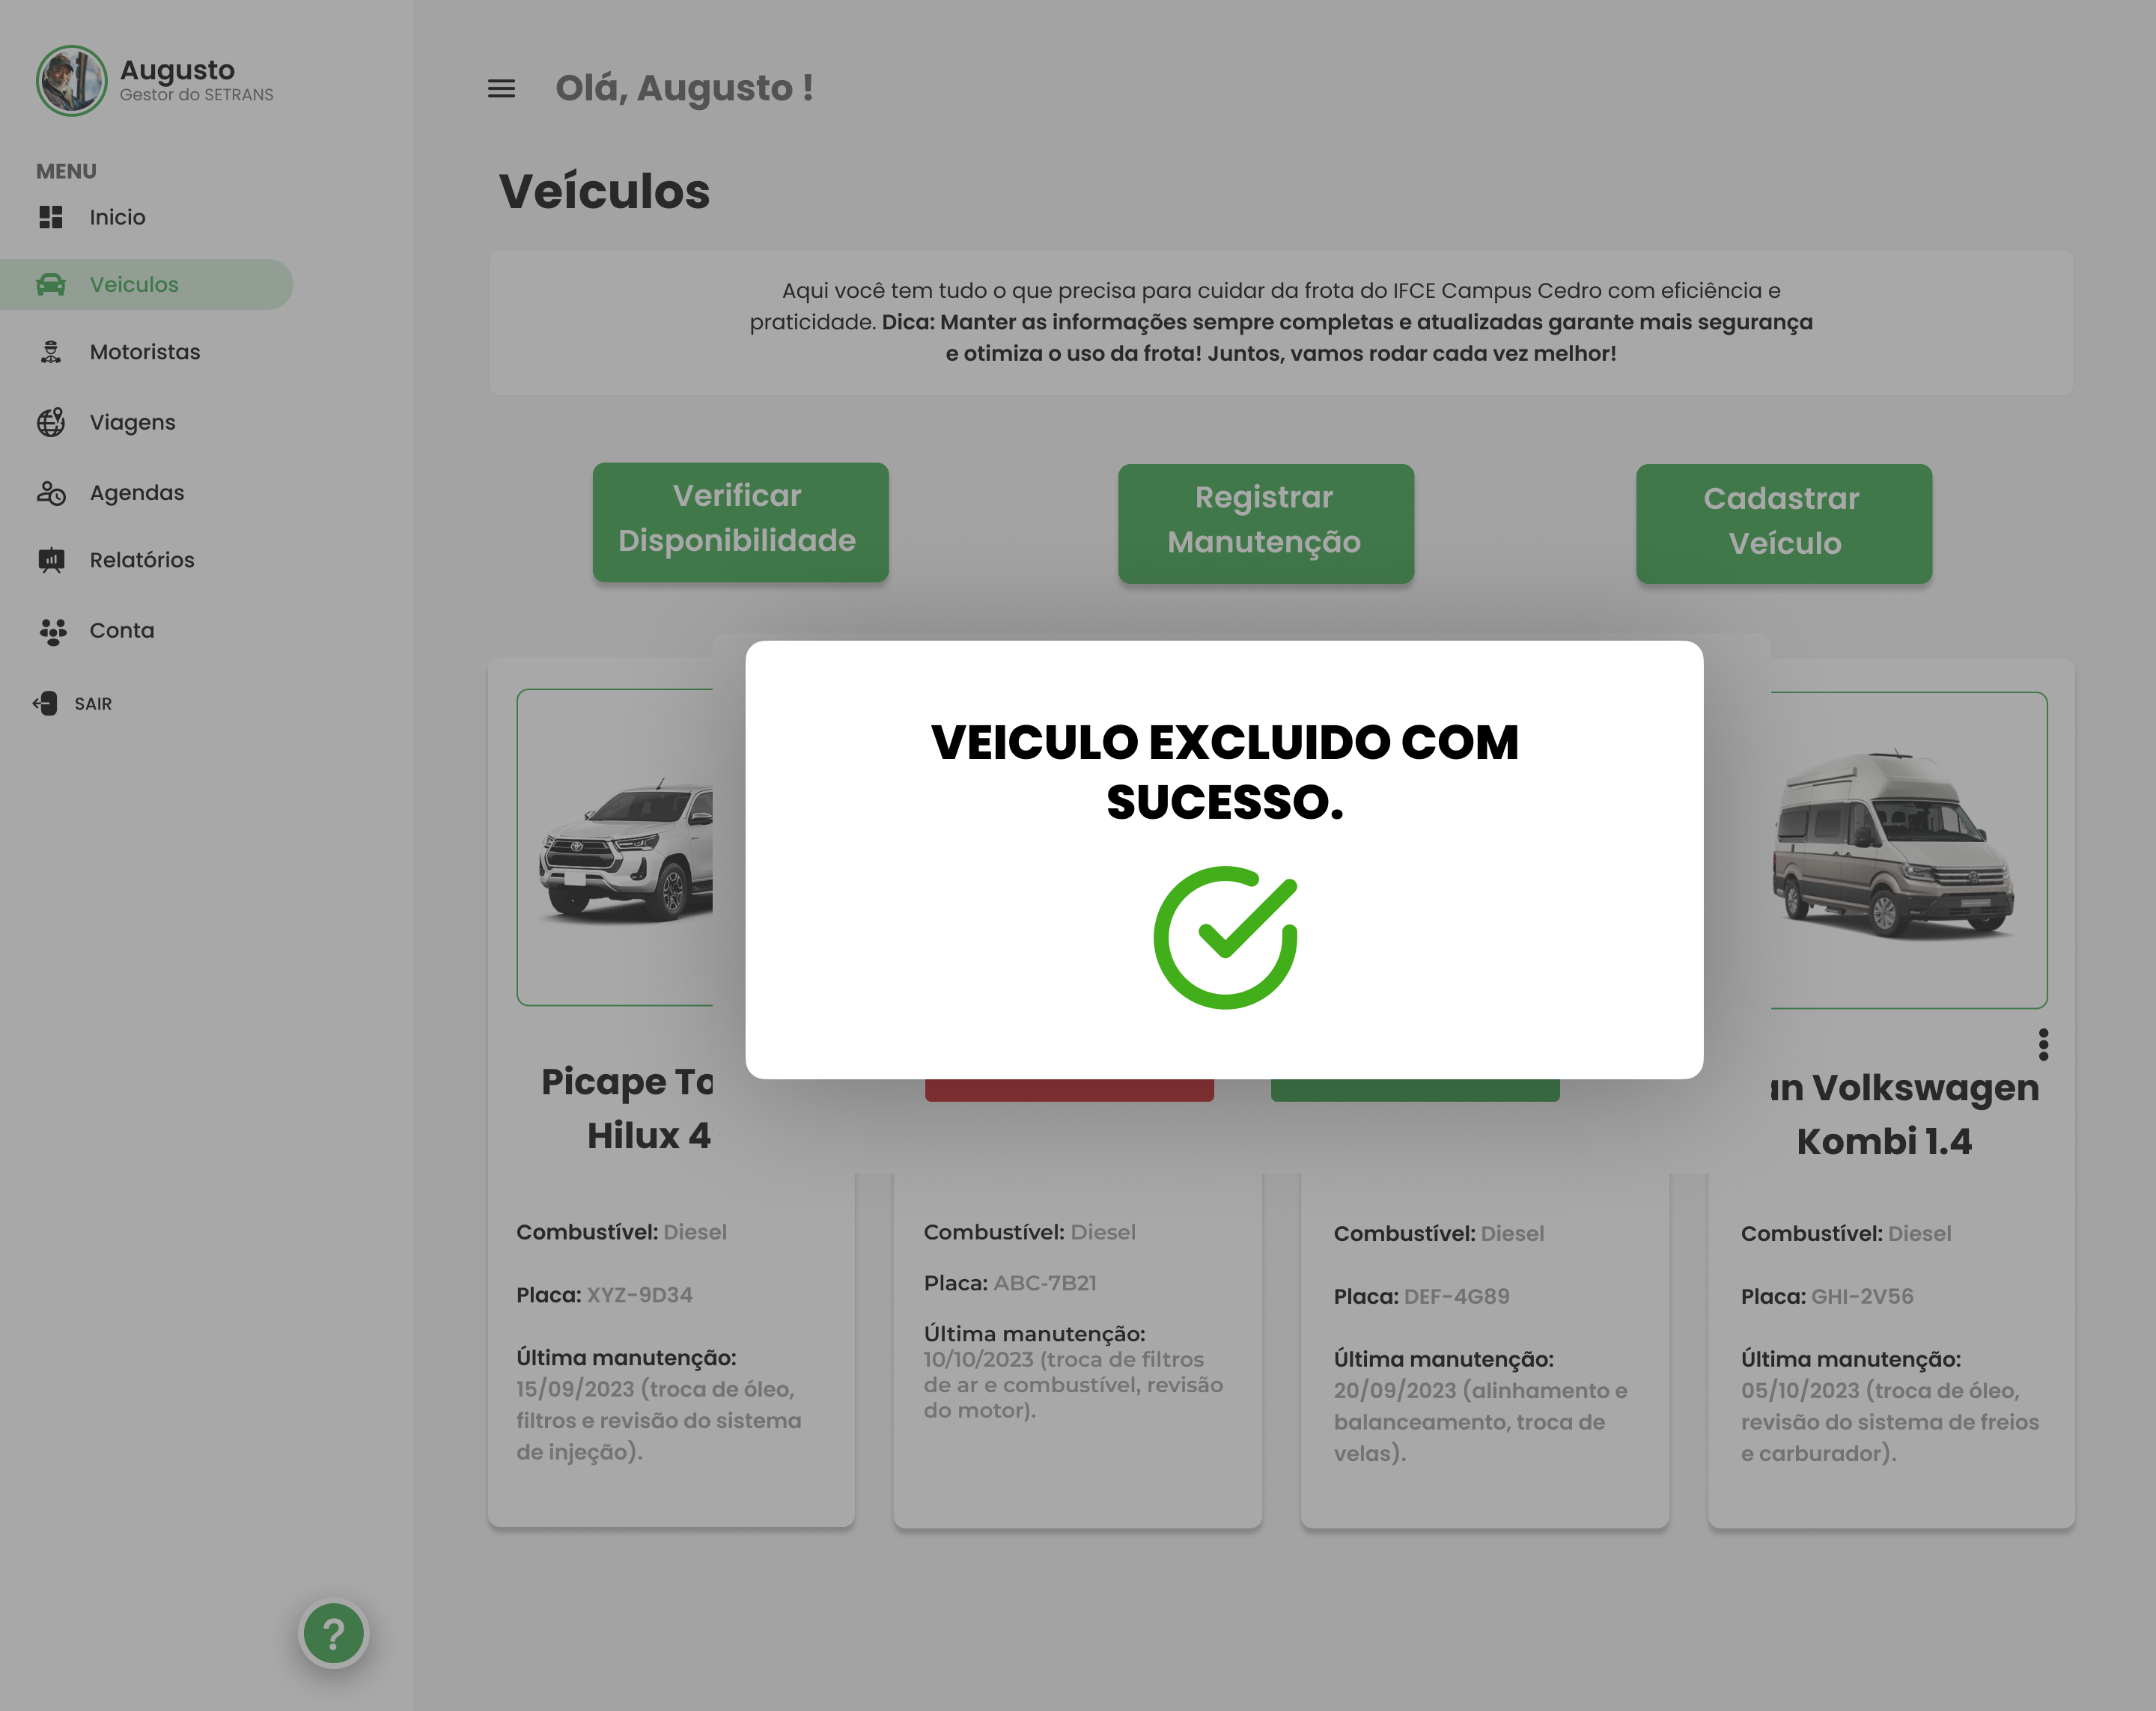 Augusto
Gestor do SETRANS
MENU
Inicio
Veiculos
Motoristas
Viagens
Agendas
Relatórios
Conta
SAIR
?
Olá, Augusto !
Veículos
Aqui você tem tudo o que precisa para cuidar da frota do IFCE Campus Cedro com eficiência e
praticidade. Dica: Manter as informações sempre completas e atualizadas garante mais segurança
e otimiza o uso da frota! Juntos, vamos rodar cada vez melhor!
Verificar
Disponibilidade
Registrar
Manutenção
Cadastrar
Veículo
VEICULO EXCLUIDO COM
SUCESSO.
Picape
Hilux 4
Combustível: Diesel
Placa: XYZ-9D34
Última manutenção:
15/09/2023 (troca de óleo,
filtros e revisão do sistema
de injeção).
Combustível: Diesel
Placa: ABC-7B21
Última manutenção:
10/10/2023 (troca de filtros
de ar e combustível, revisão
do motor).
Combustível: Diesel
Placa: DEF-4G89
Última manutenção:
20/09/2023 (alinhamento e
balanceamento, troca de
velas).
Volkswagen
Kombi 1.4
Combustível: Diesel
Placa: GHI-2V56
Última manutenção:
05/10/2023 (troca de óleo,
revisão do sistema de freios
e carburador).